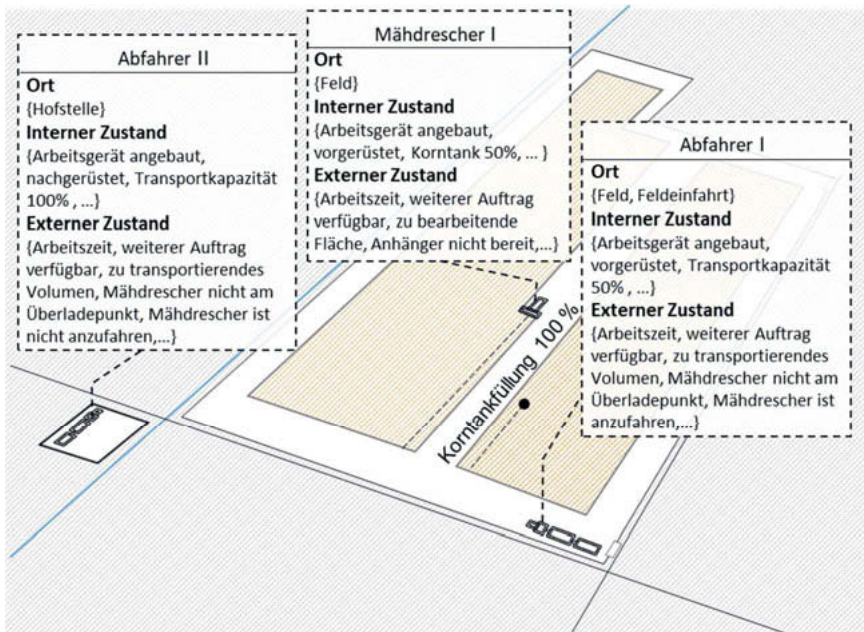 Abfahrer II
Ort
{Hofstelle}
Interner Zustand
{Arbeitsgerät angebaut,
nachgerüstet, Transportkapazität
100% , ...}
Externer Zustand
{Arbeitszeit, weiterer Auftrag
verfügbar, zu transportierendes
Volumen, Mähdrescher nicht am
Überladepunkt, Mähdrescher ist
nicht anzufahren,...}
Mähdrescher I
Ort
{Feld}
Interner Zustand
{Arbeitsgerät angebaut,
vorgerüstet, Korntank 50%, ... }
Externer Zustand
{Arbeitszeit, weiterer Auftrag
verfügbar, zu bearbeitende
Fläche, Anhänger nicht bereit,...}
Abfahrer I
Ort
{Feld, Feldeinfahrt}
Interner Zustand
{Arbeitsgerät angebaut,
vorgerüstet, Transportkapazität
50% , ...}
Externer Zustand
{Arbeitszeit, weiterer Auftrag
verfügbar, zu transportierendes
Volumen, Mähdrescher nicht am
Überladepunkt, Mähdrescher ist
anzufahren,...}
Korntankfüllung 100 %